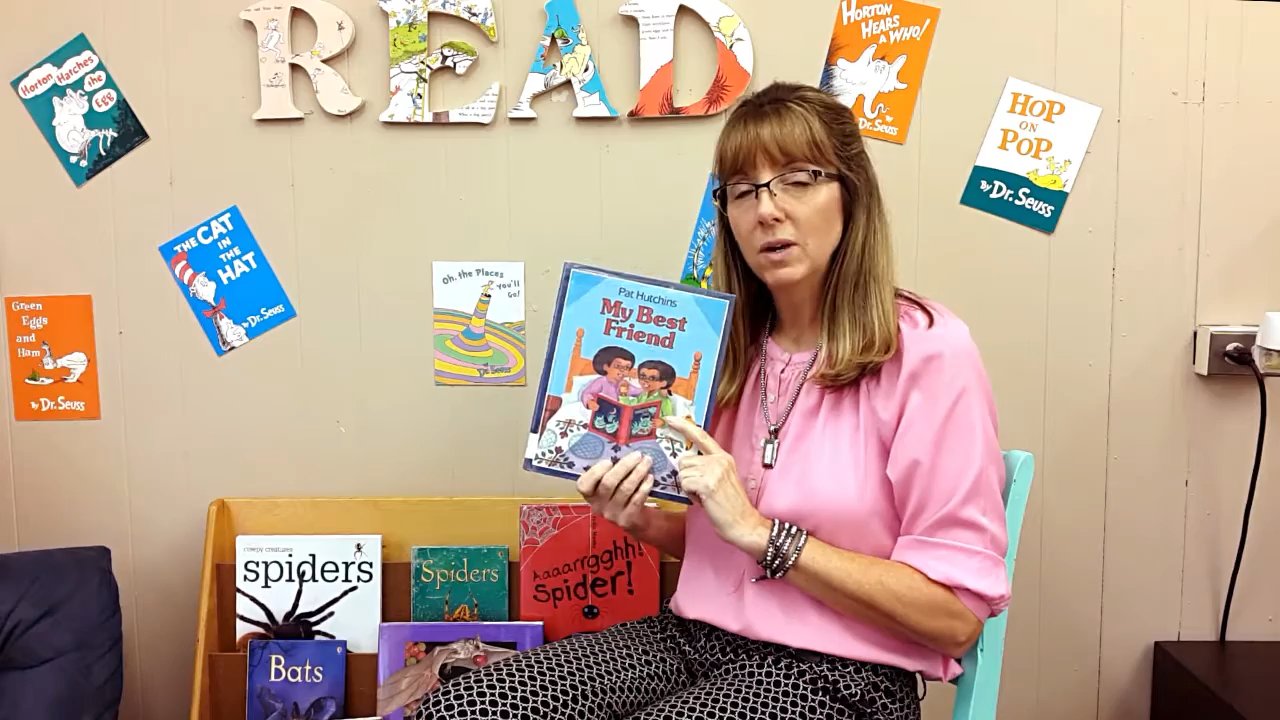 READ
Horton Hatches
the
Egg
HORTON
HEARS
A WHO!
By Dr. Seuss
HOP
ON
POP
By Dr. Seuss
THE CAT
IN
THE
HAT
By Dr. Seuss
Green
Eggs
and
Ham
By Dr. Seuss
Oh, the Places
you'll
Go!
Dr. Seuss
Pat Hutchins
My Best
Friend
creepy creatures
spiders
Spiders
Aaaarrgghh!
Spider!
Bats